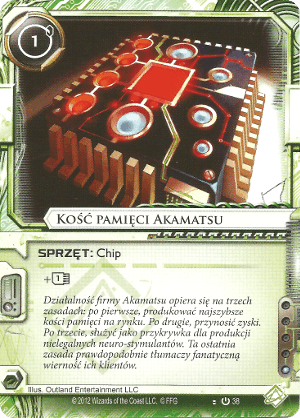 1
Kość pamięci Akamatsu
SPRZĘT: Chip
+1
Działalność firmy Akamatsu opiera się na trzech
zasadach: po pierwsze, produkować najszybsze
kości pamięci na rynku. Po drugie, przynosić zyski.
Po trzecie, służyć jako przykrywka dla produkcji
nielegalnych neuro-stymulantów. Ta ostatnia
zasada prawdopodobnie tłumaczy fanatyczną
wierność ich klientów.
Illus. Outland Entertainment LLC
© 2012 Wizards of the Coast LLC. © FFG
38